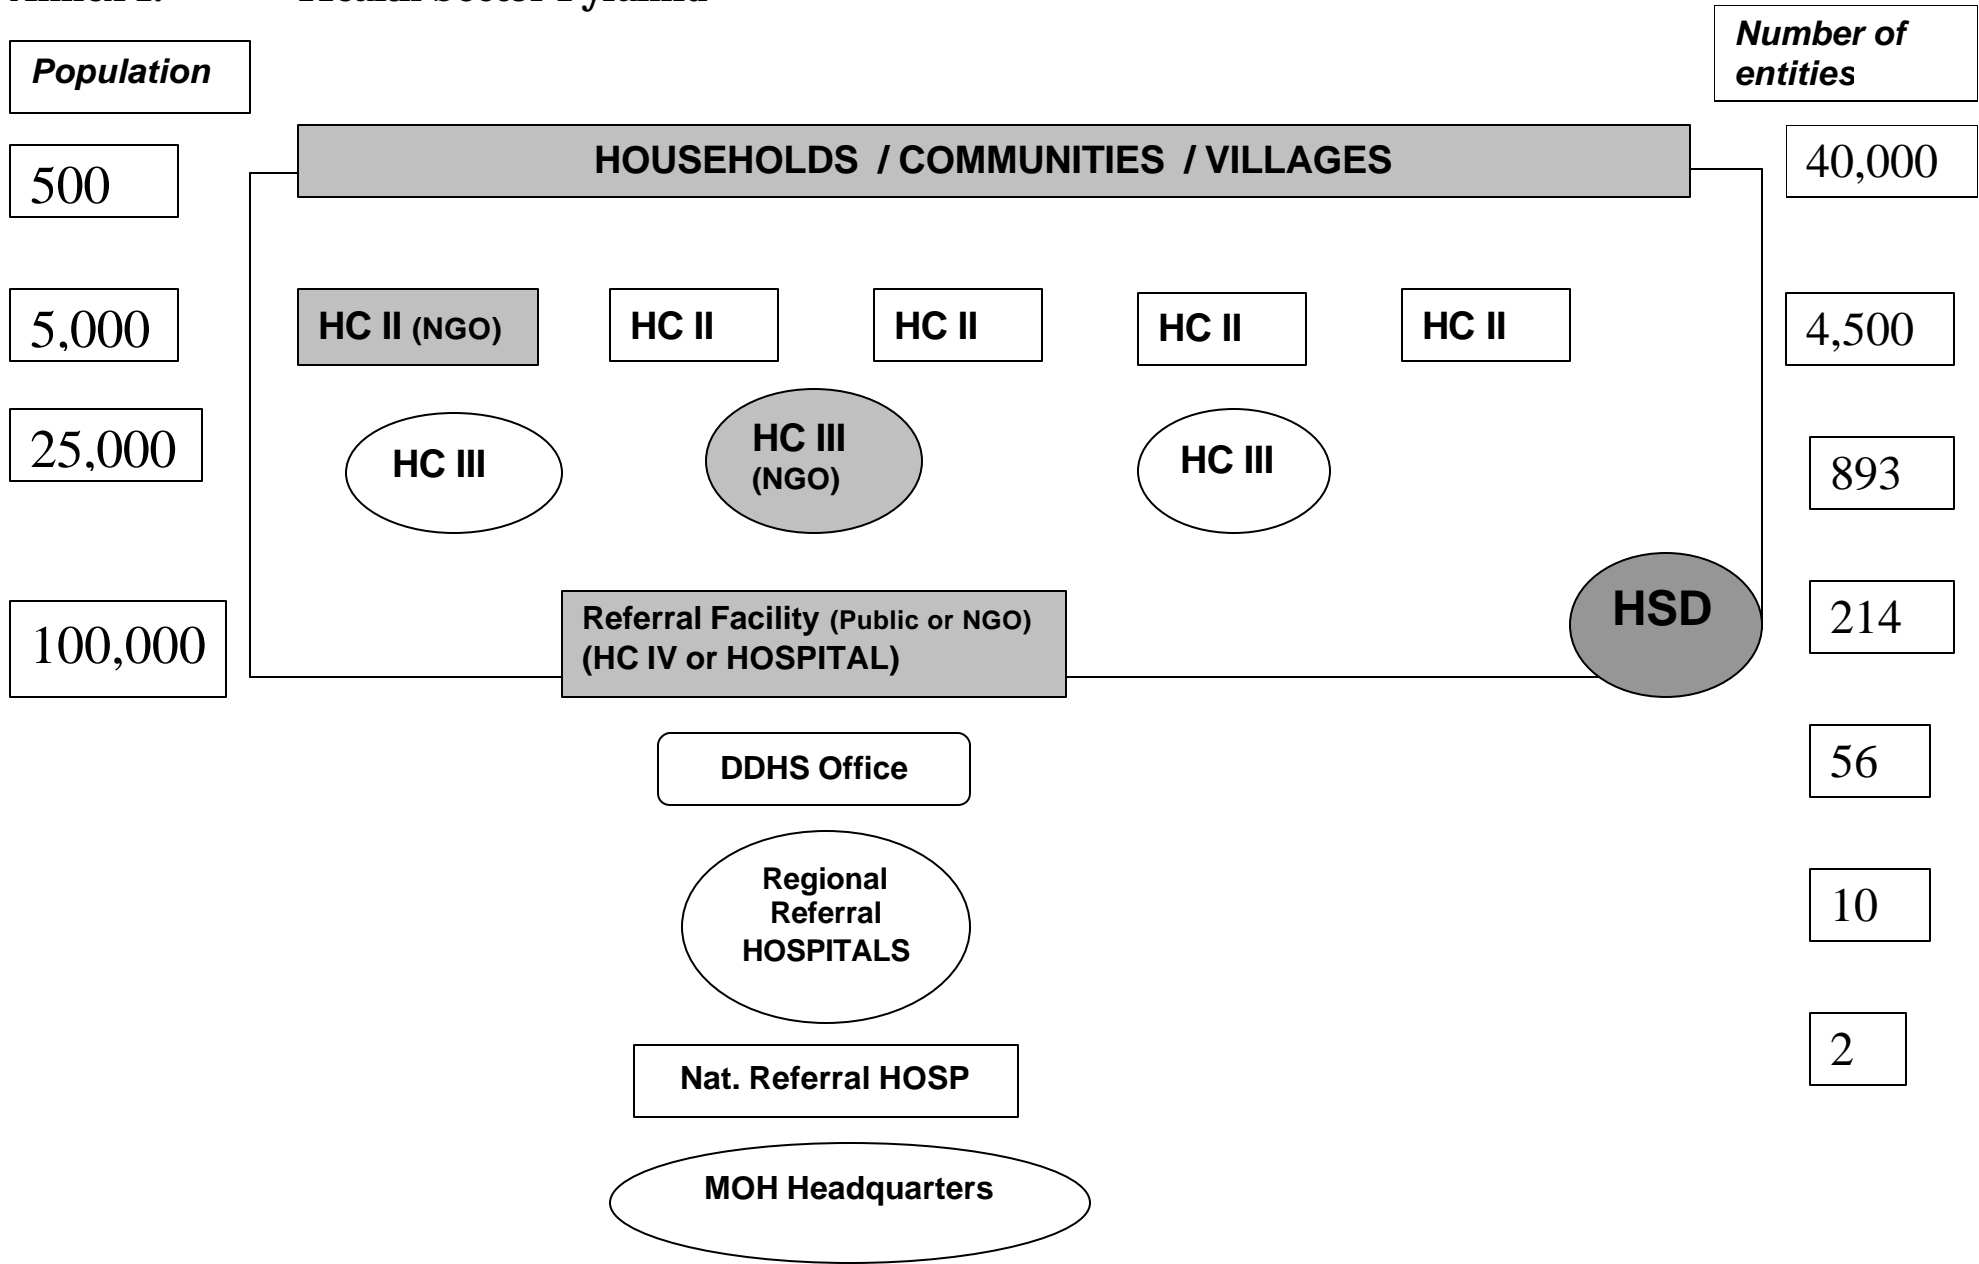 Health Sector Pyramid
Population
Number of
entities
500
HOUSEHOLDS / COMMUNITIES / VILLAGES
40,000
5,000
HC II (NGO)
HC II
HC II
HC II
HC II
4,500
25,000
HC III
HC III
(NGO)
HC III
893
100,000
Referral Facility (Public or NGO)
(HC IV or HOSPITAL)
HSD
214
DDHS Office
56
Regional
Referral
HOSPITALS
10
Nat. Referral HOSP
2
MOH Headquarters